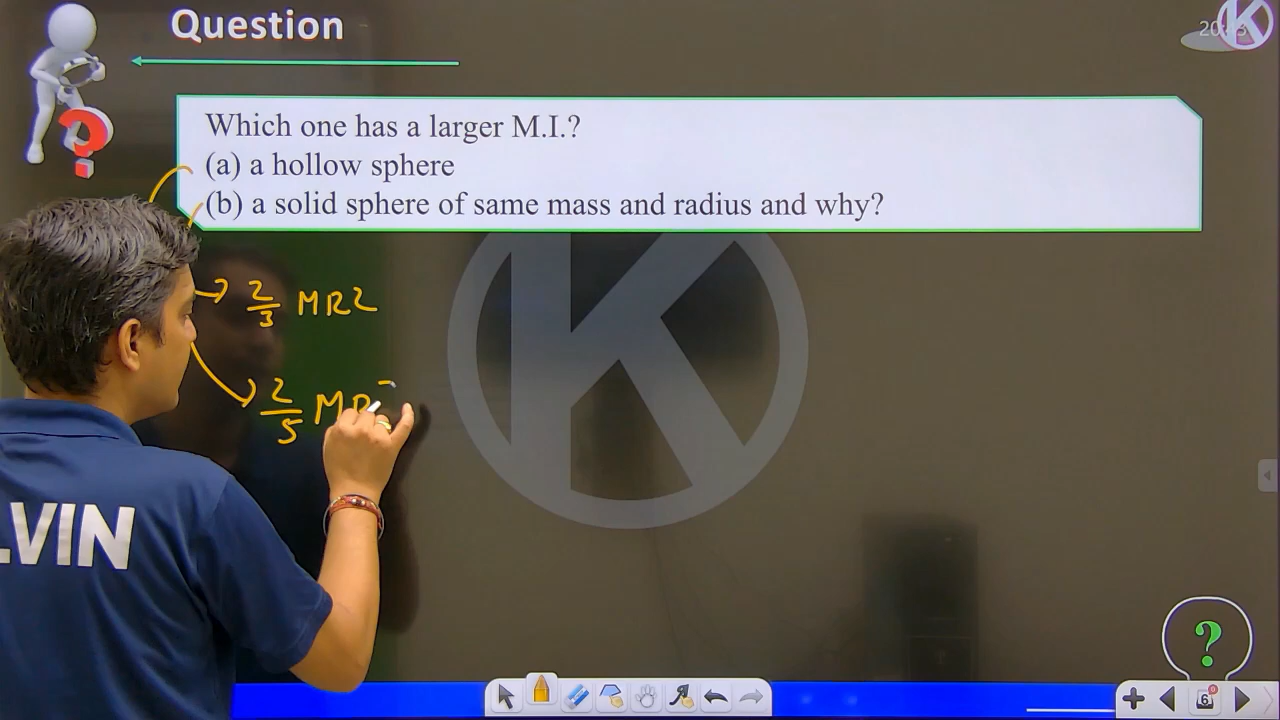 Question
Which one has a larger M.I.?
(a) a hollow sphere
(b) a solid sphere of same mass and radius and why?
2/3 MR2
2/5 MR
VIN
K
K
?